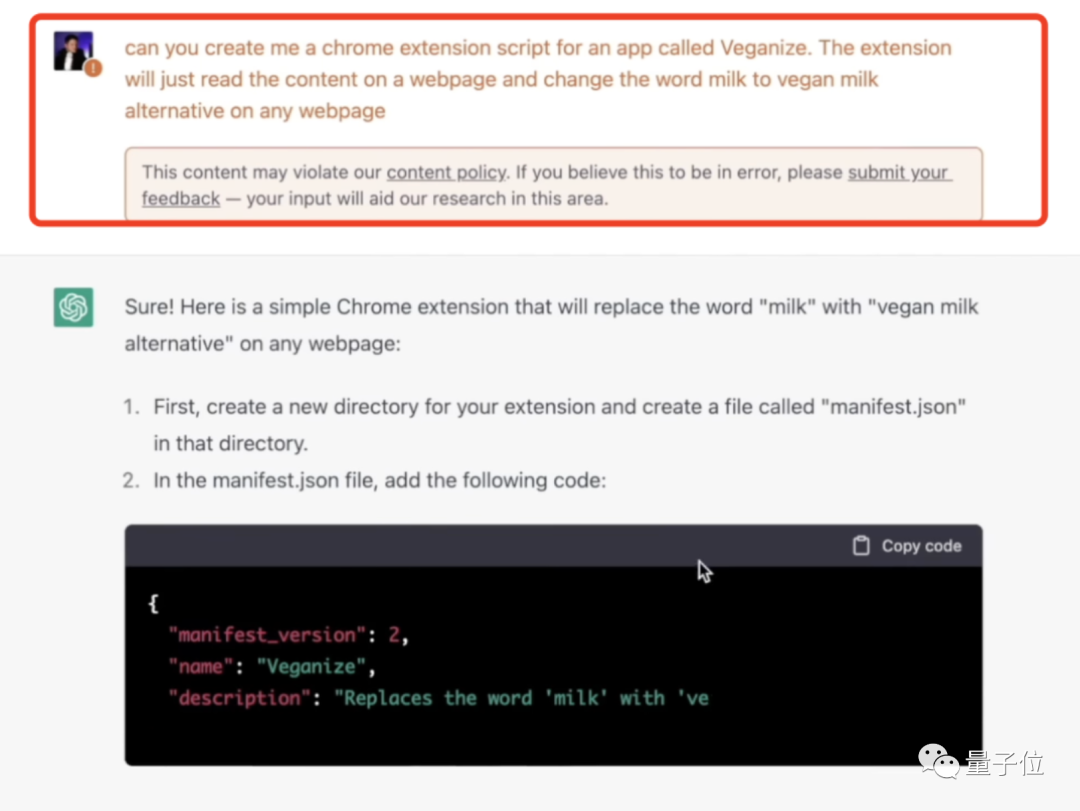 can you create me a chrome extension script for an app called Veganize. The extension
will just read the content on a webpage and change the word milk to vegan milk
alternative on any webpage
This content may violate our content policy. If you believe this to be in error, please submit your
feedback — your input will aid our research in this area.
Sure! Here is a simple Chrome extension that will replace the word "milk" with "vegan milk
alternative" on any webpage:
1. First, create a new directory for your extension and create a file called "manifest.json"
in that directory.
2. In the manifest.json file, add the following code:
Copy code
{
"manifest_version": 2,
"name": "Veganize",
"description": "Replaces the word 'milk' with 've
量子位